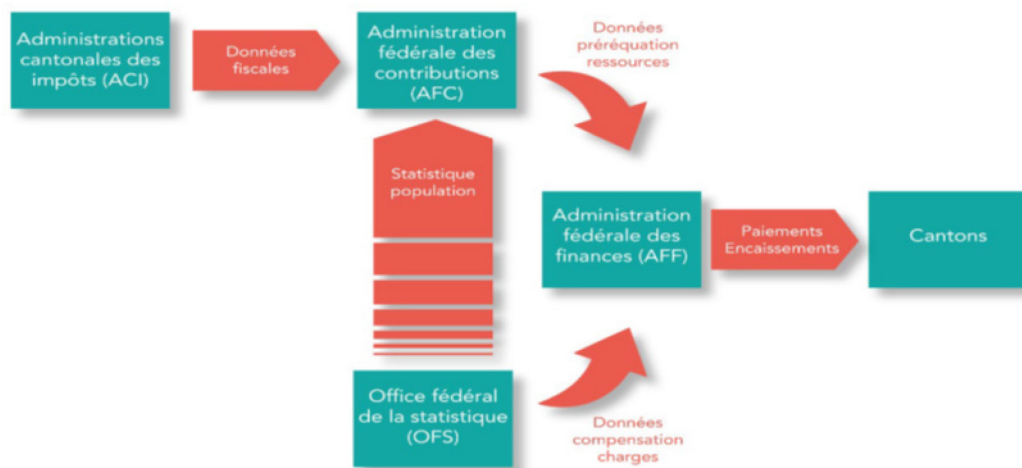 Administrations
cantonales des
impôts (ACI)
Données
fiscales
Administration
fédérale des
contributions
(AFC)
Données
préréquation
ressources
Statistique
population
Administration
fédérale des
finances (AFF)
Paiements
Encaissements
Cantons
Office fédéral
de la statistique
(OFS)
Données
compensation
charges